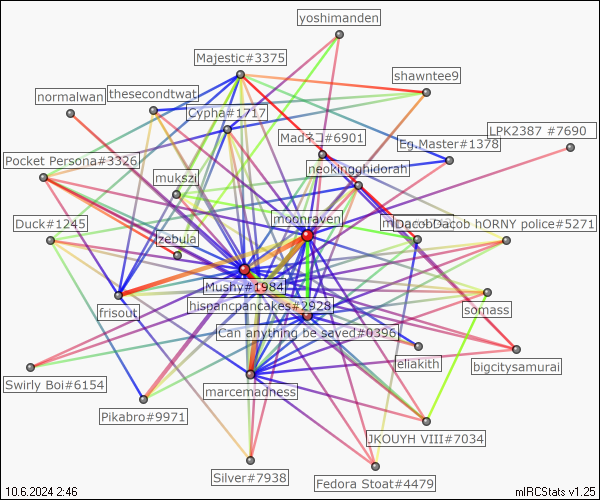 yoshimanden
Majestic#3375
shawntee9
normalwan
thesecondtwat
Cypha#1717
LPK2387 #7690
Madネコ#6901
Eg.Master#1378
Pocket Persona#3326
neokingghidorah
mukszi
moonraven
DacobDacob hORNY police#5271
Duck#1245
zebula
Mushy#1984
frisout
hispancpancakes#2928
somass
Can anything be saved#0396
eliakith
bigcitysamurai
Swirly Boi#6154
marcemadness
Pikabro#9971
JKOUYH VIII#7034
Silver#7938
Fedora Stoat#4479
10.6.2024 2:46
mIRCStats v1.25